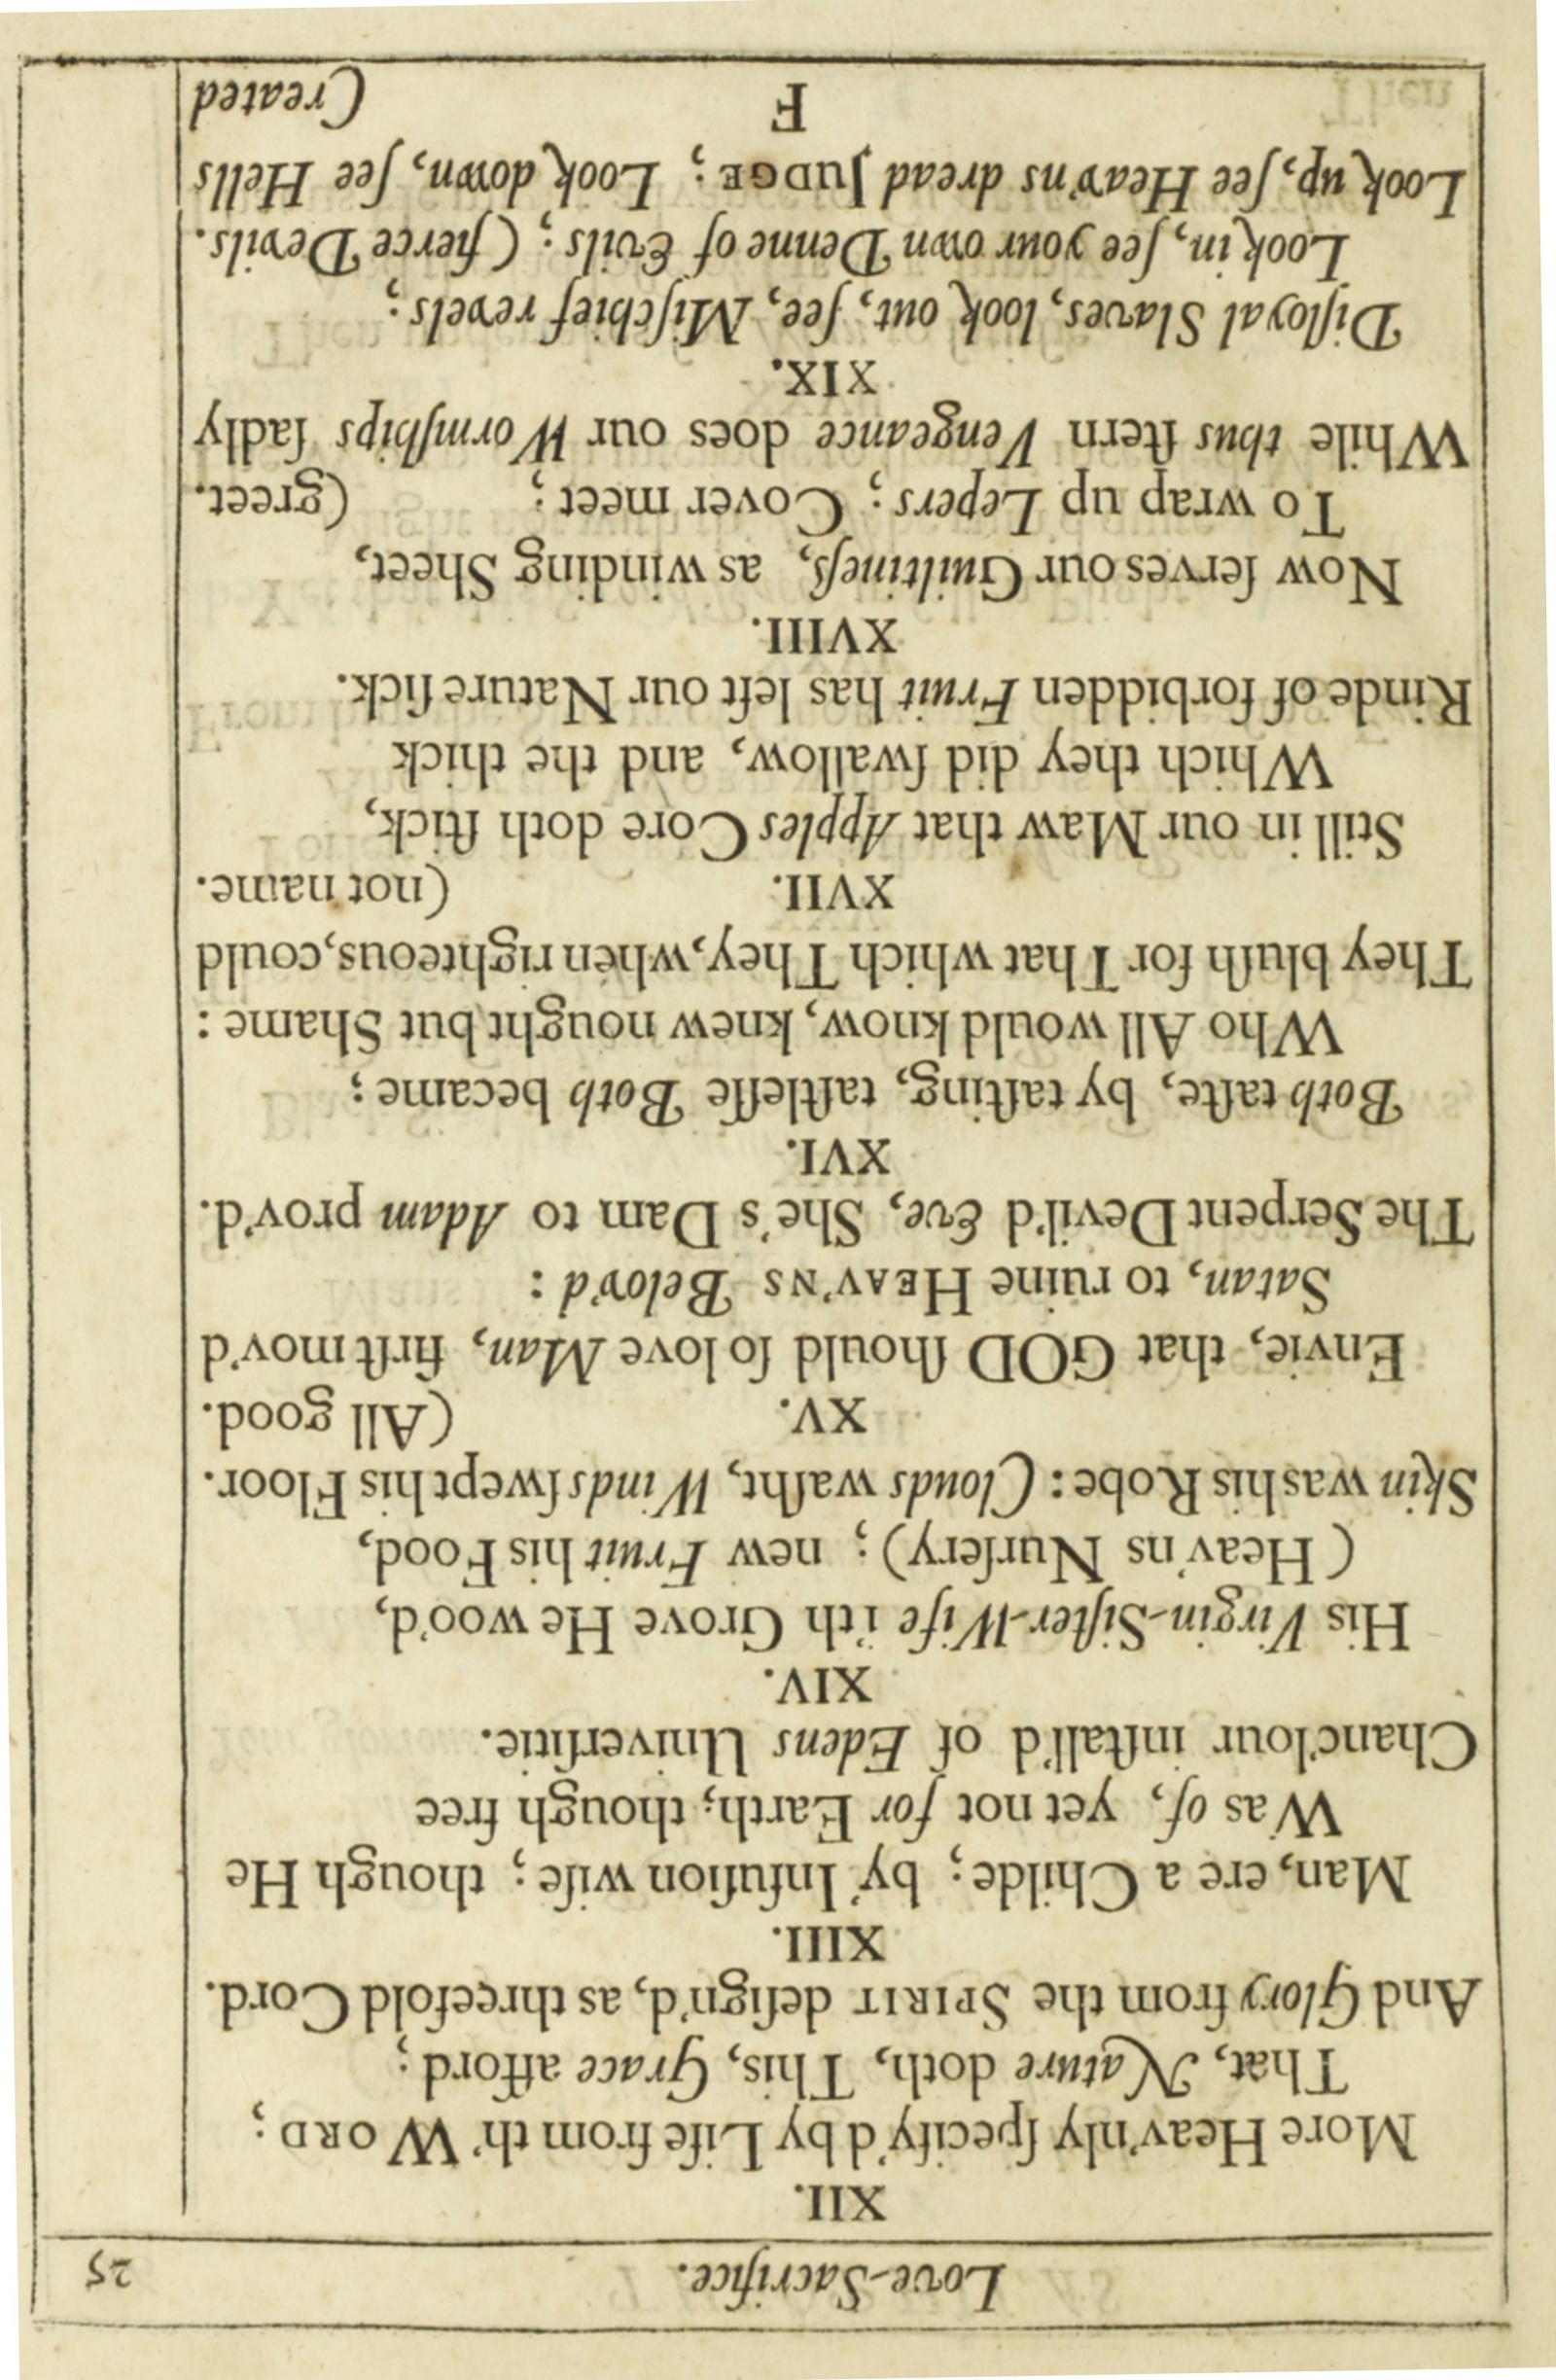 Love-Sacrifice. 25
XII.
More Heav'nly ſpecify'd by Life from th' WORD;
That, Nature doth, This, Grace afford;
And Glory from the SPIRIT deſign'd, as threefold Cord.
XIII.
Man, ere a Childe; by' Infuſion wiſe; though He
Was of, yet not for Earth; though free
Chanc'lour inſtall'd of Edens Univerſitie.
XIV.
His Virgin-Siſter-Wife i'th Grove He woo'd,
(Heav'ns Nurſery); new Fruit his Food,
Skin was his Robe: Clouds waſht, Winds ſwept his Floor.
XV. (All good.
Envie, that GOD ſhould ſo love Man, firſt mov'd
Satan, to ruine HEAV'NS Belov'd:
The Serpent Devil'd Eve, She's Dam to Adam prov'd.
XVI.
Both taſte, by taſting, taſtleſſe Both became;
Who All would know, knew nought but Shame:
They bluſh for That which They, when righteous, could
XVII. (not name.
Still in our Maw that Apples Core doth ſtick,
Which they did ſwallow, and the thick
Rinde of forbidden Fruit has left our Nature ſick.
XVIII.
Now ſerves our Guiltineſs, as winding Sheet,
To wrap up Lepers; Cover meet; (greet.
While thus ſtern Vengeance does our Wormſhips ſadly
XIX.
Diſloyal Slaves, look out, ſee, Miſchief revels;
Look in, ſee your own Denne of Evils; (fierce Devils.
Look up, ſee Heav'ns dread JUDGE; Look down, ſee Hells
F Created